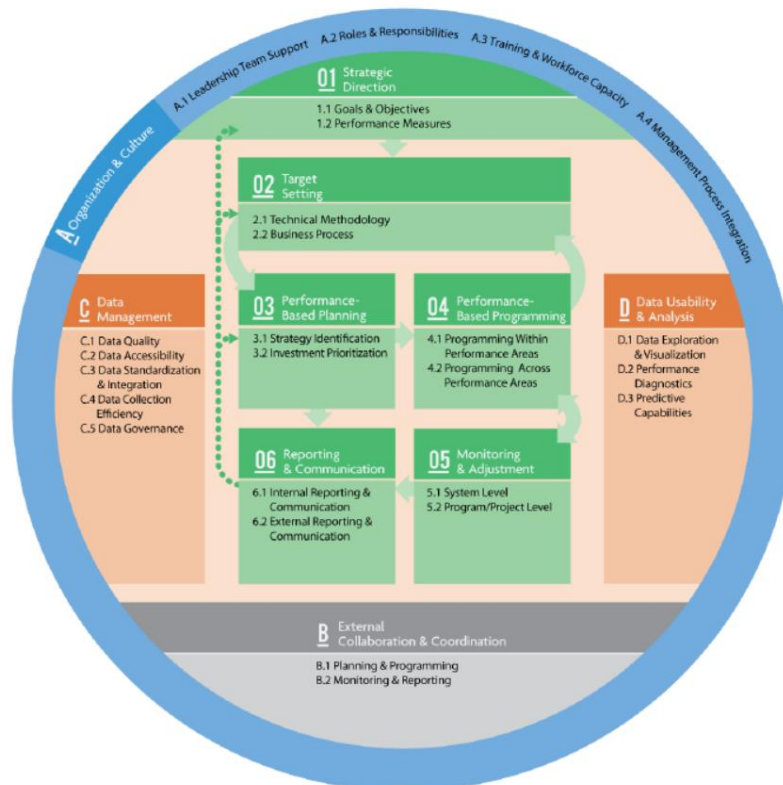 A Organization & Culture
A.1 Leadership Team Support
A.2 Roles & Responsibilities
A.3 Training & Workforce Capacity
A.4 Management Process Integration
01 Strategic
Direction
1.1 Goals & Objectives
1.2 Performance Measures
02 Target
Setting
2.1 Technical Methodology
2.2 Business Process
C Data
Management
C.1 Data Quality
C.2 Data Accessibility
C.3 Data Standardization
& Integration
C.4 Data Collection
Efficiency
C.5 Data Governance
03 Performance-
Based Planning
3.1 Strategy Identification
3.2 Investment Prioritization
04 Performance-
Based Programming
4.1 Programming Within
Performance Areas
4.2 Programming Across
Performance Areas
D Data Usability
& Analysis
D.1 Data Exploration
& Visualization
D.2 Performance
Diagnostics
D.3 Predictive
Capabilities
06 Reporting
& Communication
6.1 Internal Reporting &
Communication
6.2 External Reporting &
Communication
05 Monitoring
& Adjustment
5.1 System Level
5.2 Program/Project Level
B External
Collaboration & Coordination
B.1 Planning & Programming
B.2 Monitoring & Reporting